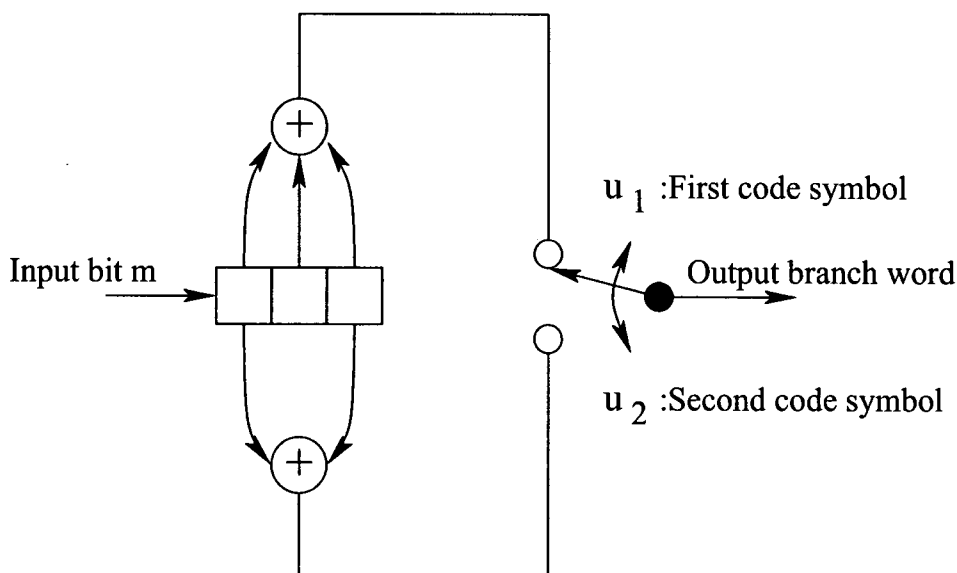 +
u 1 :First code symbol
Input bit m
Output branch word
u 2 :Second code symbol
+